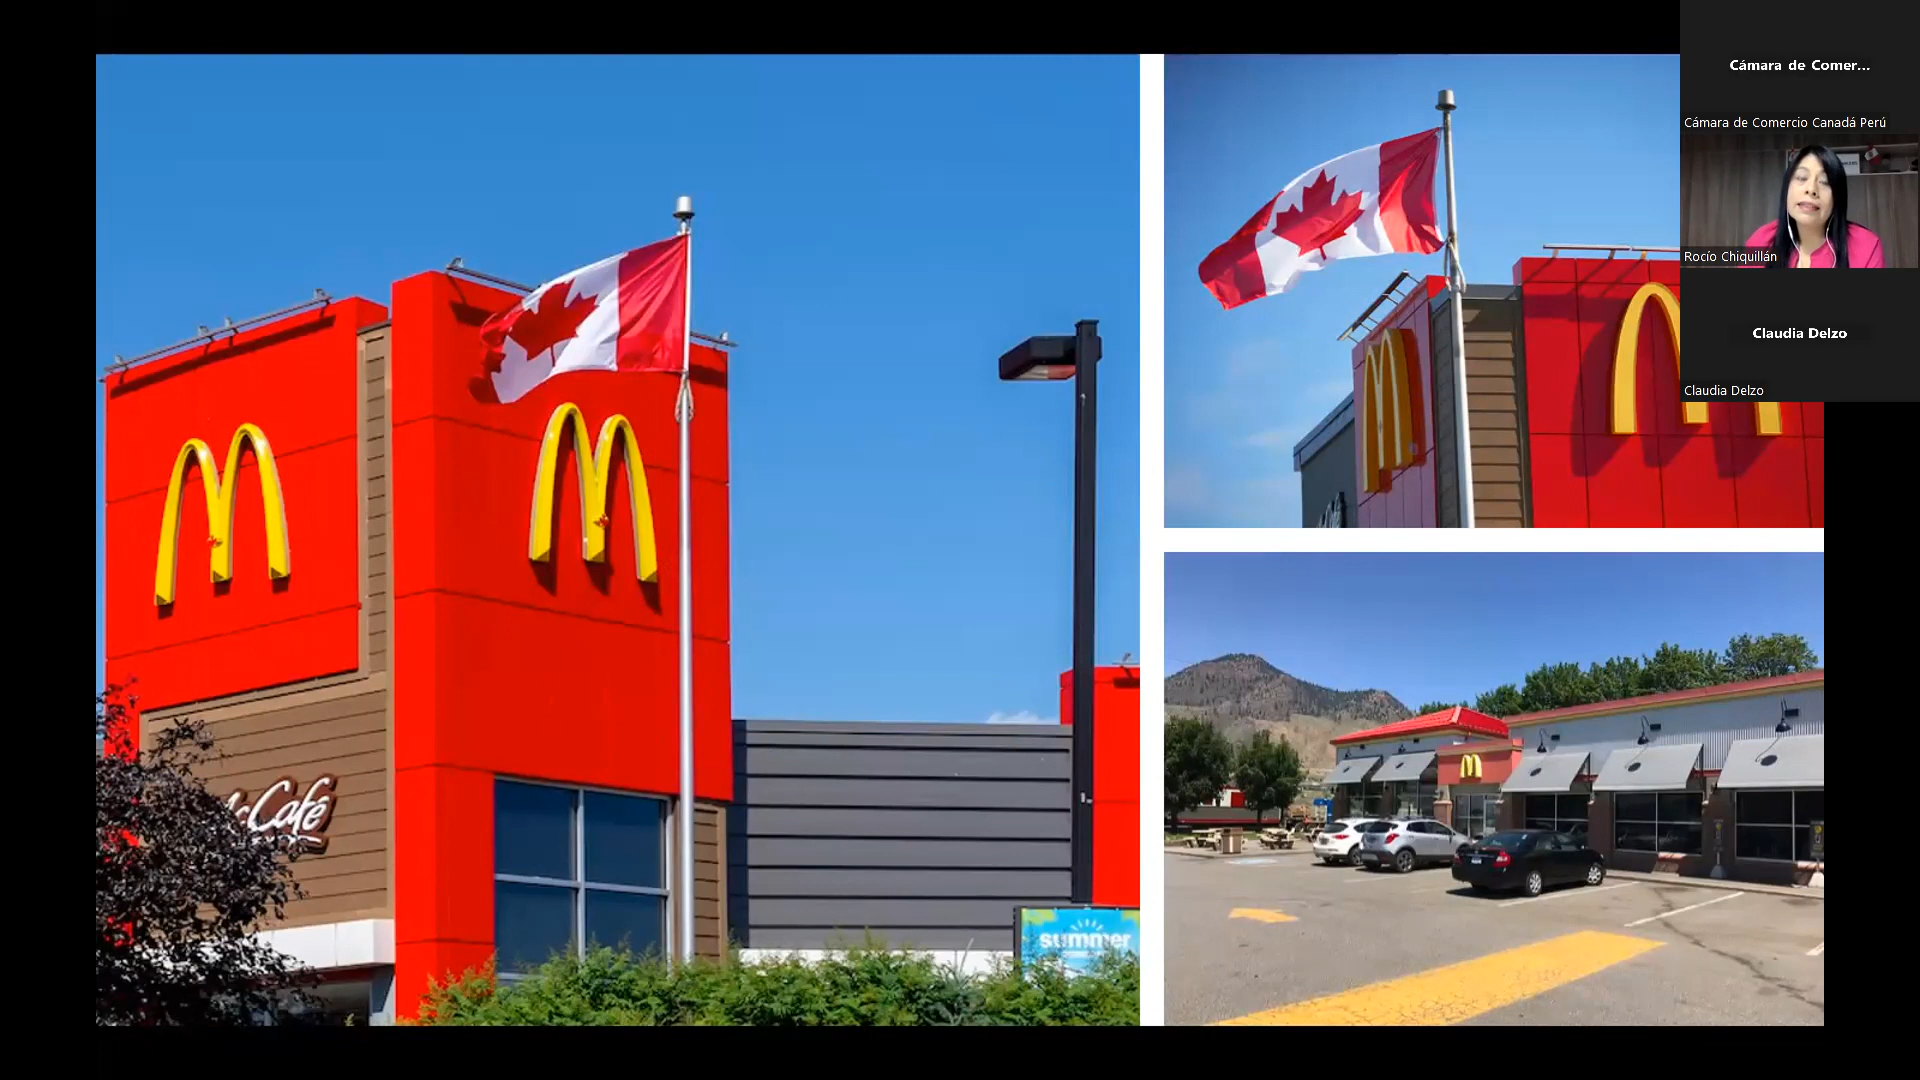 McCafé
summer
Cámara de Comer...
Cámara de Comercio Canadá Perú
Rocío Chiquillán
Claudia Delzo
Claudia Delzo